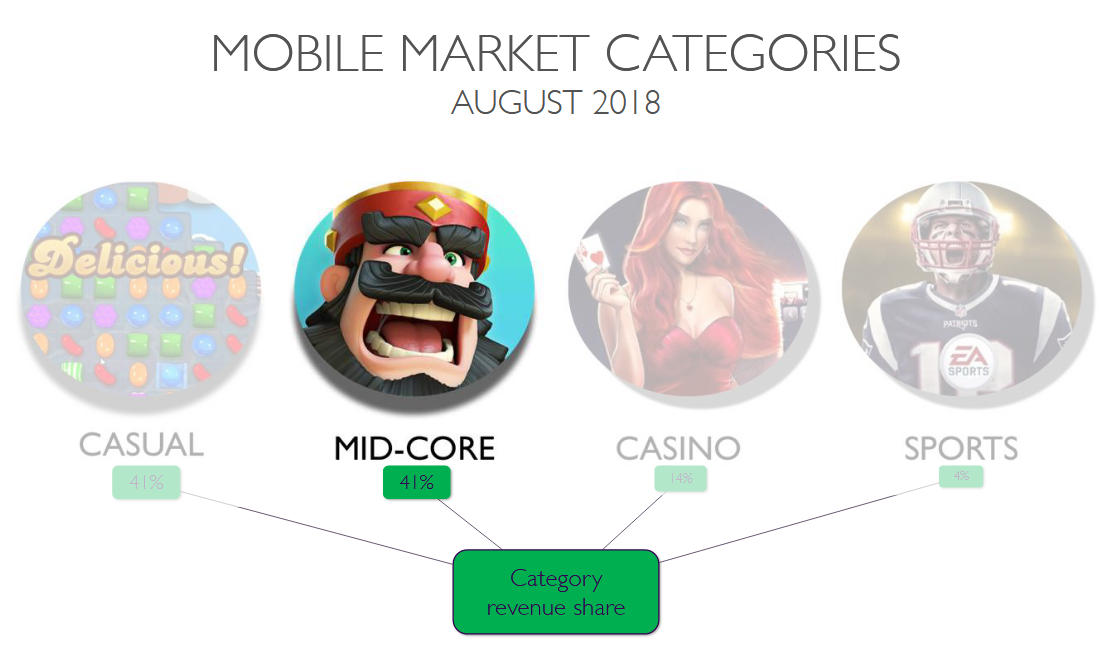 MOBILE MARKET CATEGORIES
AUGUST 2018
Delicious!
PATRIOTS
EA
SPORTS
CASUAL
MID-CORE
CASINO
SPORTS
41%
41%
14%
4%
Category
revenue share